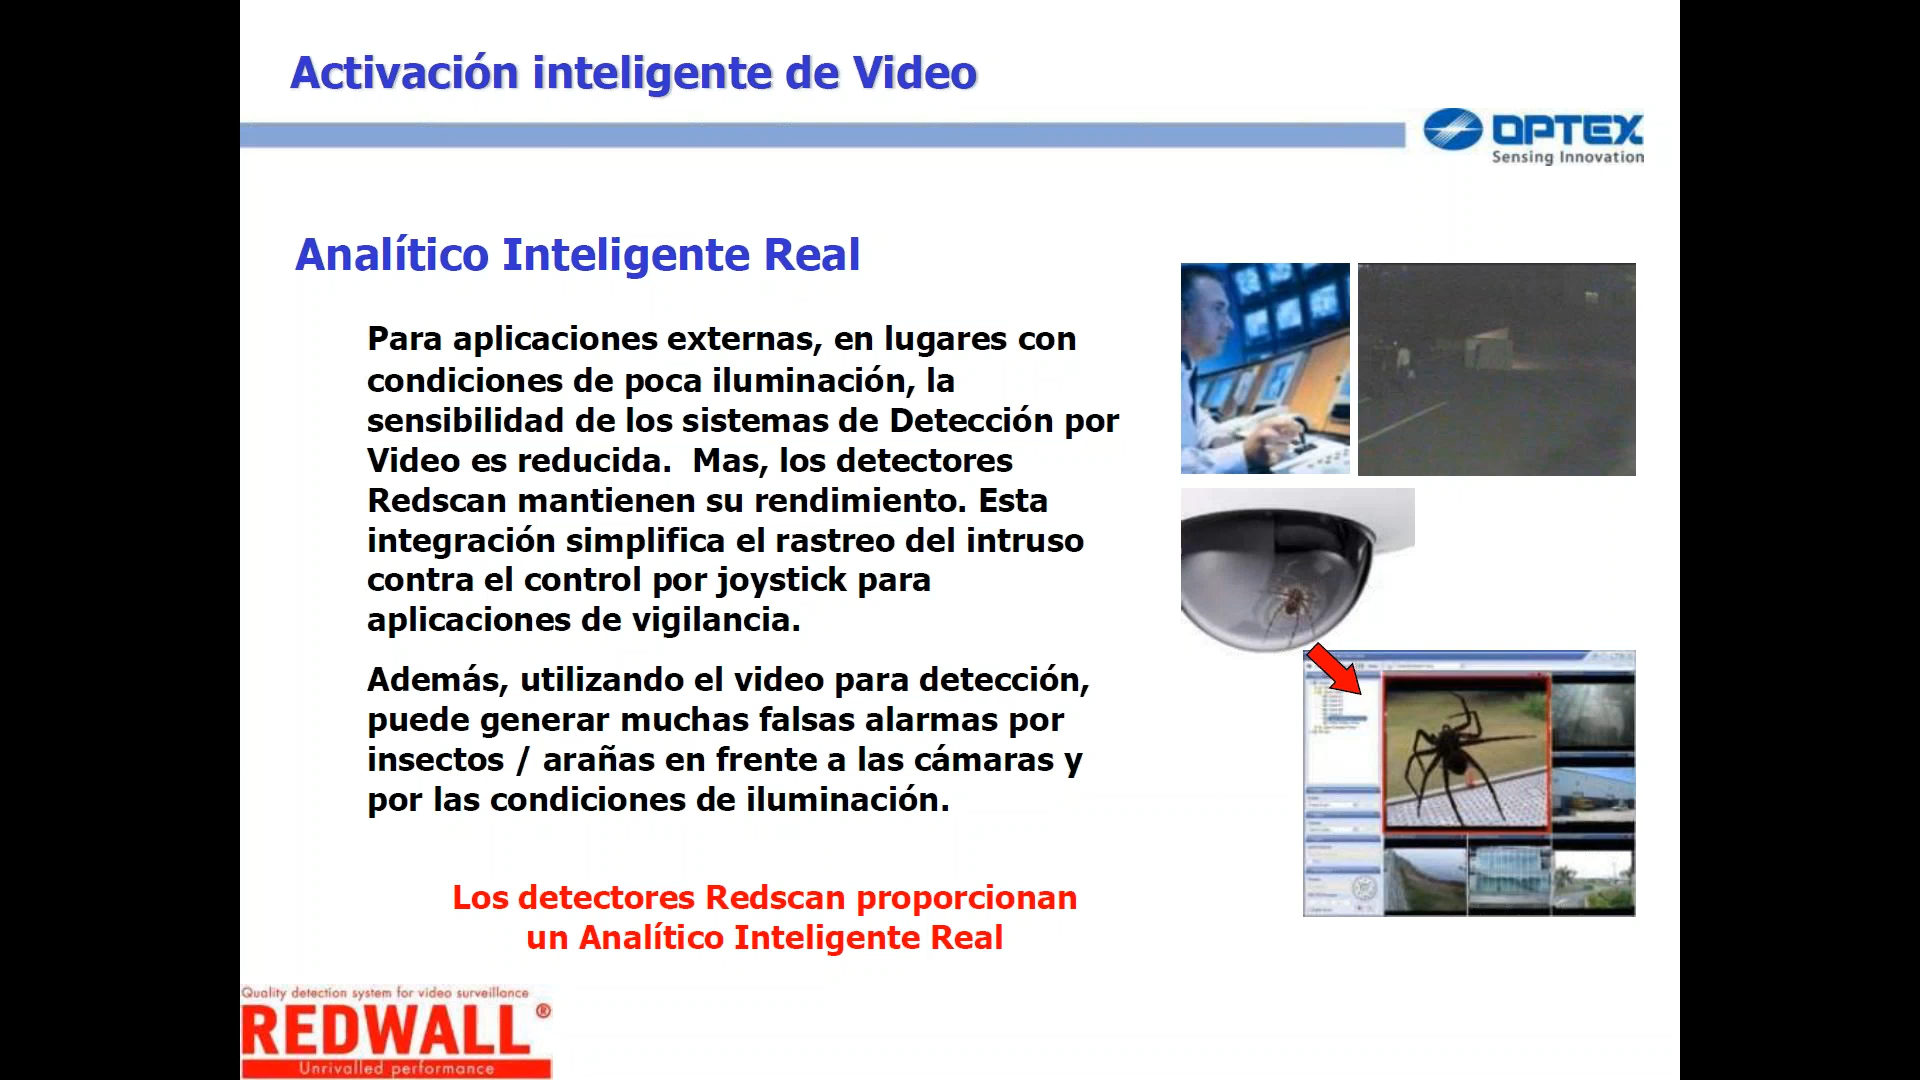 Activación inteligente de Video
OPTEX
Sensing Innovation
Analítico Inteligente Real
Para aplicaciones externas, en lugares con
condiciones de poca iluminación, la
sensibilidad de los sistemas de Detección por
Video es reducida.  Mas, los detectores
Redscan mantienen su rendimiento. Esta
integración simplifica el rastreo del intruso
contra el control por joystick para
aplicaciones de vigilancia.
Además, utilizando el video para detección,
puede generar muchas falsas alarmas por
insectos / arañas en frente a las cámaras y
por las condiciones de iluminación.
Los detectores Redscan proporcionan
un Analítico Inteligente Real
Quality detection system for video surveillance
REDWALL®
Unrivalled performance